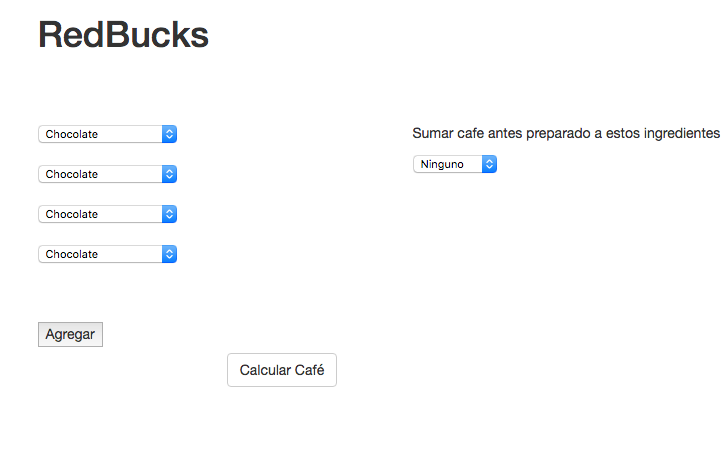 RedBucks
Chocolate
Sumar cafe antes preparado a estos ingredientes
Ninguno
Chocolate
Chocolate
Chocolate
Agregar
Calcular Café